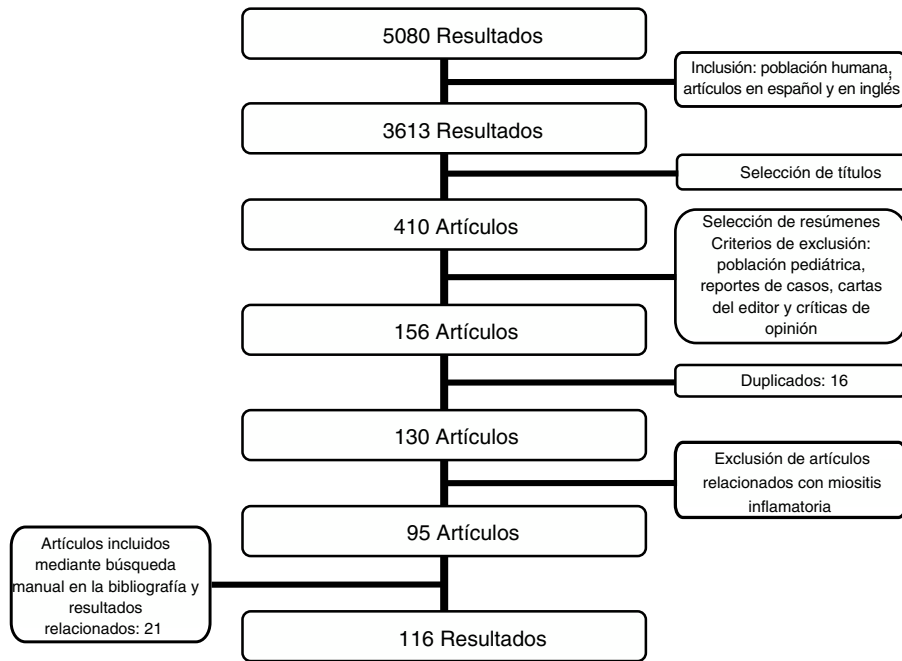 5080 Resultados
Inclusión: población humana,
artículos en español y en inglés
3613 Resultados
Selección de títulos
410 Artículos
Selección de resúmenes
Criterios de exclusión:
población pediátrica,
reportes de casos, cartas
del editor y críticas de
opinión
156 Artículos
Duplicados: 16
130 Artículos
Exclusión de artículos
relacionados con miositis
inflamatoria
95 Artículos
Artículos incluidos
mediante búsqueda
manual en la bibliografía y
resultados
relacionados: 21
116 Resultados